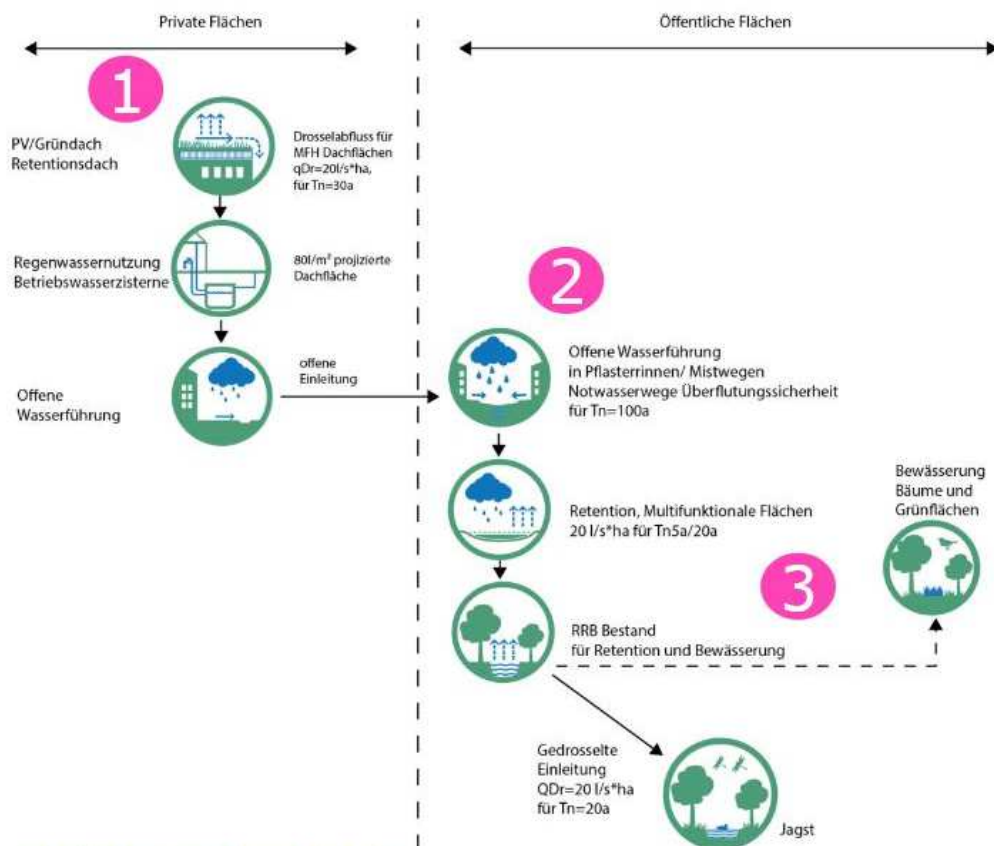 Private Flächen
Öffentliche Flächen
1
PV/Gründach
Retentionsdach
Drosselabfluss für
MFH Dachflächen
qDr=20l/s*ha,
für Tn=30a
Regenwassernutzung
Betriebswasserzisterne
80l/m² projizierte
Dachfläche
Offene
Wasserführung
offene
Einleitung
2
Offene Wasserführung
in Pflasterrinnen/ Mistwegen
Notwasserwege Überflutungssicherheit
für Tn=100a
Retention, Multifunktionale Flächen
20 l/s*ha für Tn5a/20a
3
Bewässerung
Bäume und
Grünflächen
RRB Bestand
für Retention und Bewässerung
Gedrosselte
Einleitung
QDr=20 l/s*ha
für Tn=20a
Jagst